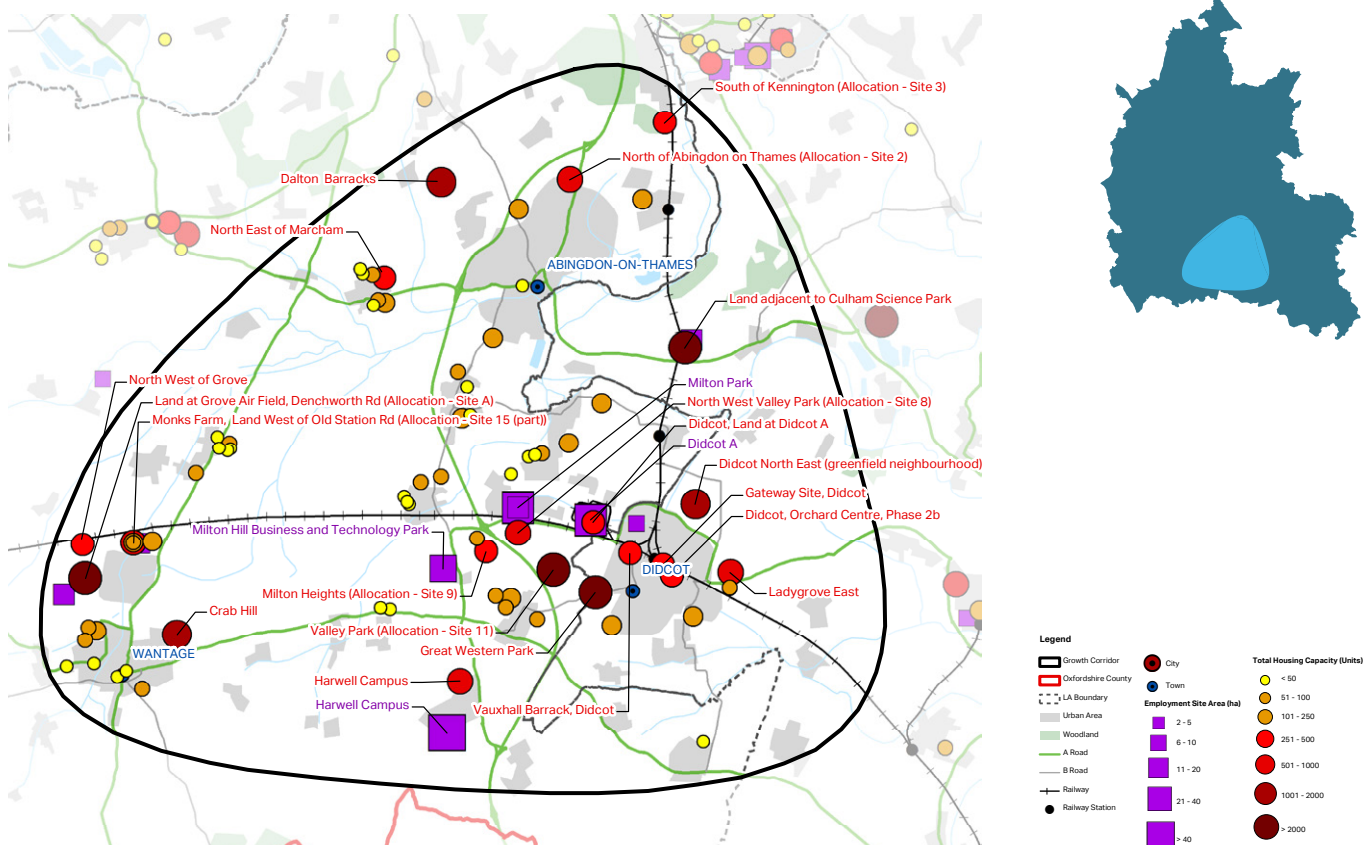 South of Kennington (Allocation - Site 3)
North of Abingdon on Thames (Allocation - Site 2)
Dalton Barracks
North East of Marcham
ABINGDON-ON-THAMES
Land adjacent to Culham Science Park
North West of Grove
Milton Park
Land at Grove Air Field, Denchworth Rd (Allocation - Site A)
North West Valley Park (Allocation - Site 8)
Monks Farm, Land West of Old Station Rd (Allocation - Site 15 (part))
Didcot, Land at Didcot A
Didcot A
Didcot North East (greenfield neighbourhood)
Gateway Site, Didcot
Didcot, Orchard Centre, Phase 2b
Milton Hill Business and Technology Park
DIDCOT
Milton Heights (Allocation - Site 9)
Ladygrove East
Crab Hill
Valley Park (Allocation - Site 11)
Great Western Park
WANTAGE
Harwell Campus
Harwell Campus
Vauxhall Barrack, Didcot
Legend
Growth Corridor
Oxfordshire County
LA Boundary
Urban Area
Woodland
A Road
B Road
Railway
Railway Station
City
Town
Employment Site Area (ha)
2 - 5
6 - 10
11 - 20
21 - 40
> 40
Total Housing Capacity (Units)
< 50
51 - 100
101 - 250
251 - 500
501 - 1000
1001 - 2000
> 2000